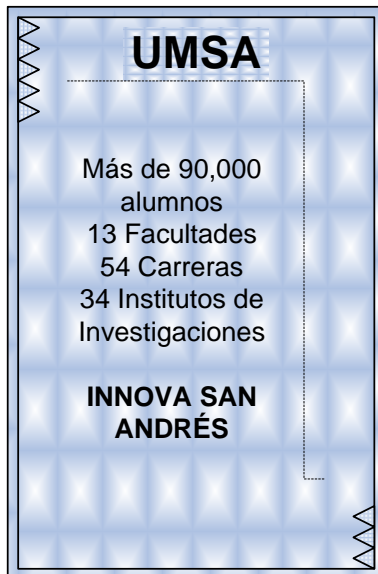 UMSA
Más de 90,000
alumnos
13 Facultades
54 Carreras
34 Institutos de
Investigaciones
INNOVA SAN
ANDRÉS